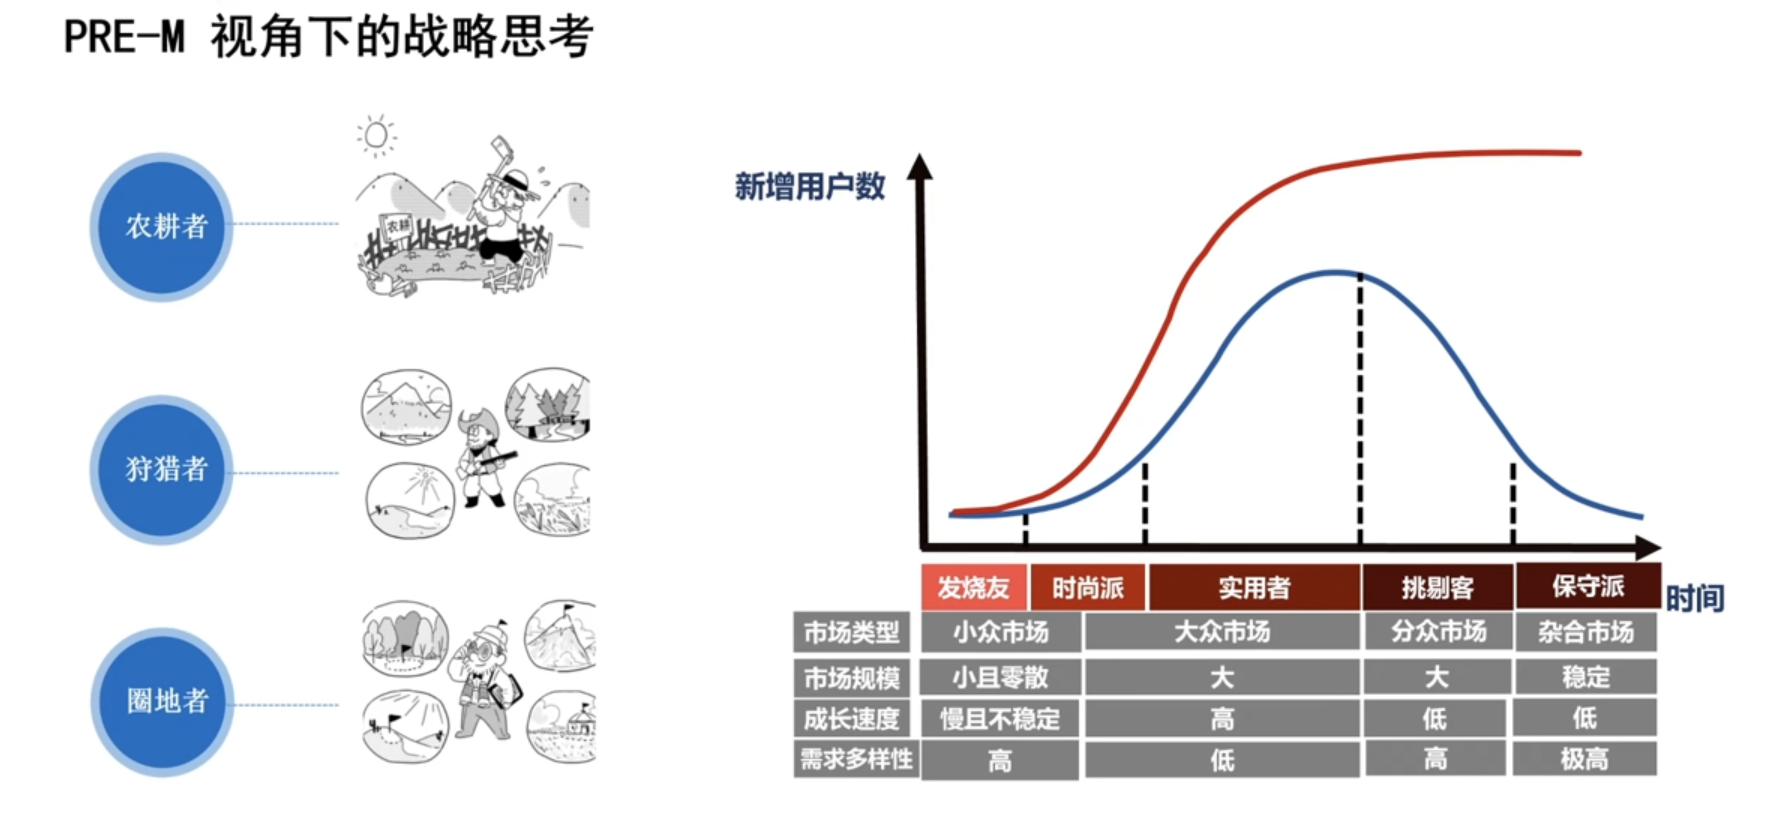 PRE-M 视角下的战略思考
农耕者
农耕
狩猎者
圈地者
新增用户数
发烧友 时尚派 实用者 挑剔客 保守派
时间
市场类型 小众市场 大众市场 分众市场 杂合市场
市场规模 小且零散 大 大 稳定
成长速度 慢且不稳定 高 低 低
需求多样性 高 低 高 极高